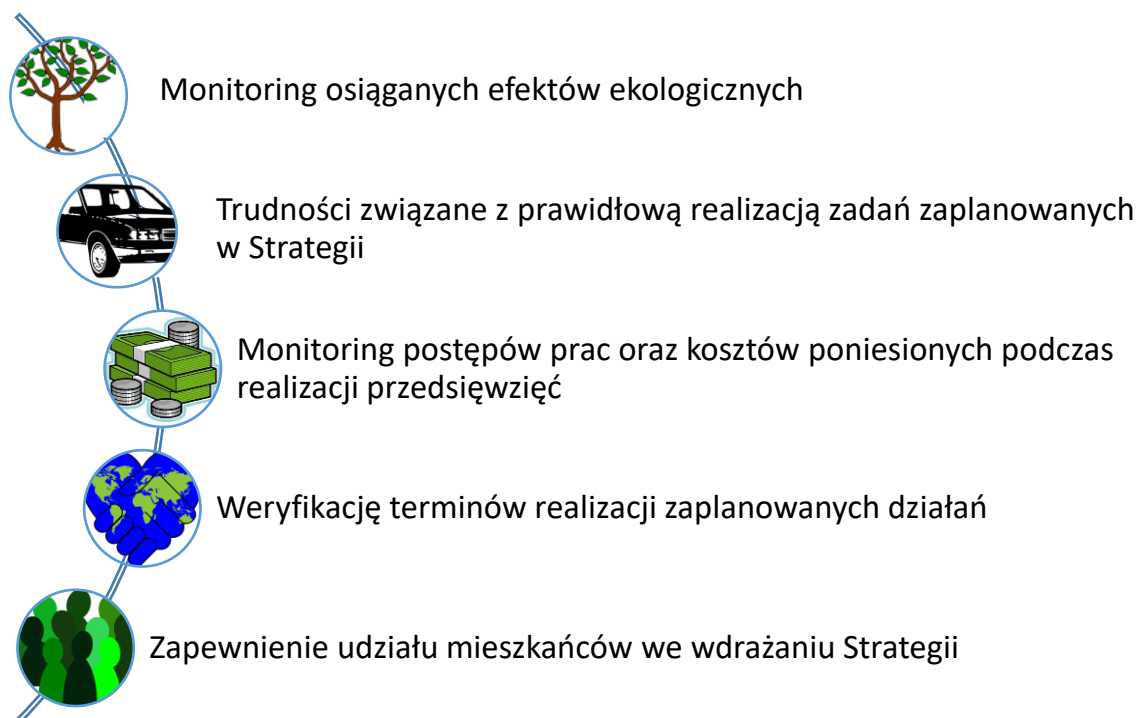 Monitoring osiąganych efektów ekologicznych
Trudności związane z prawidłową realizacją zadań zaplanowanych
w Strategii
Monitoring postępów prac oraz kosztów poniesionych podczas
realizacji przedsięwzięć
Weryfikację terminów realizacji zaplanowanych działań
Zapewnienie udziału mieszkańców we wdrażaniu Strategii